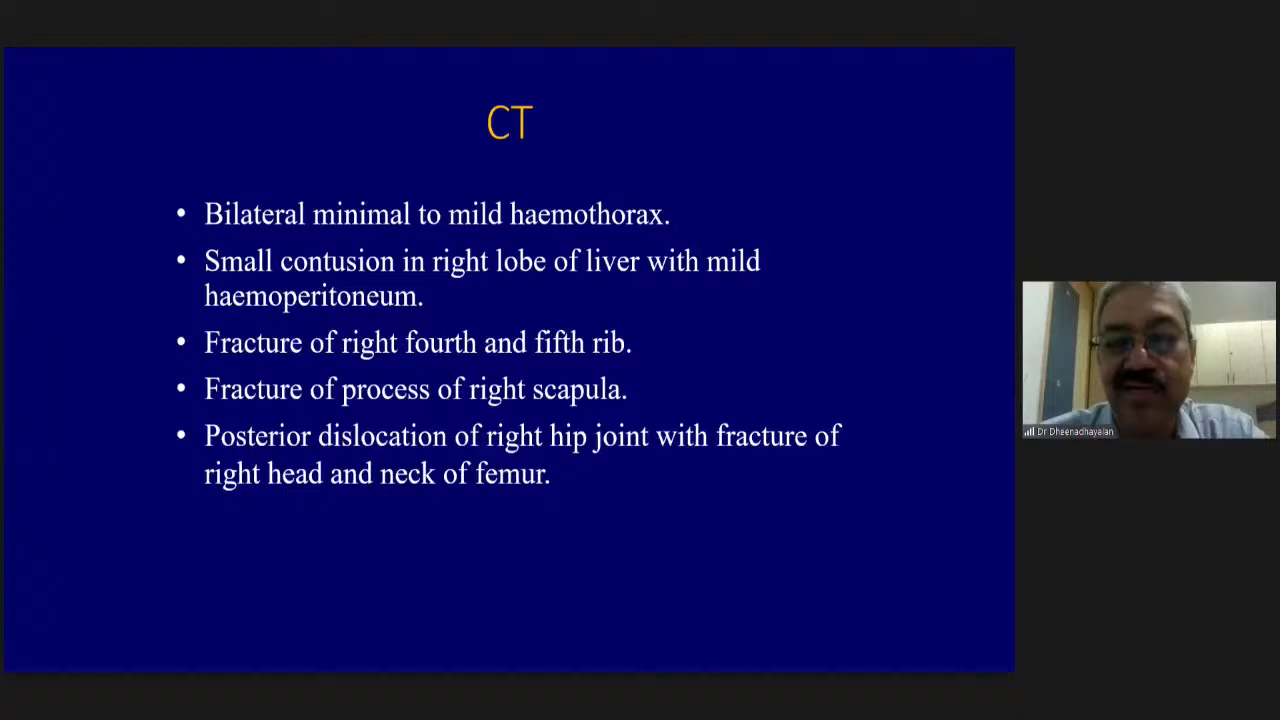 CT
• Bilateral minimal to mild haemothorax.
• Small contusion in right lobe of liver with mild
haemoperitoneum.
• Fracture of right fourth and fifth rib.
• Fracture of process of right scapula.
• Posterior dislocation of right hip joint with fracture of
right head and neck of femur.
Dr Dheenadhayalan